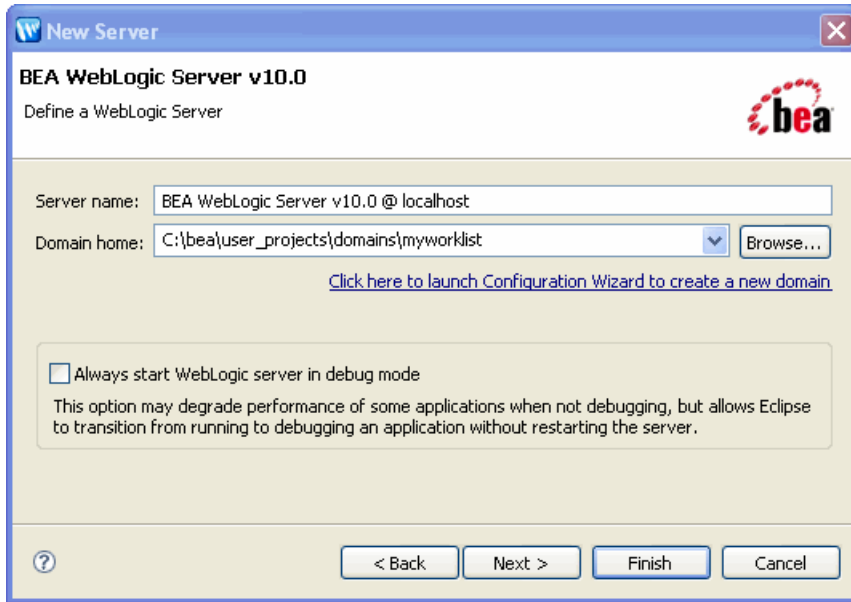 New Server
BEA WebLogic Server v10.0
Define a WebLogic Server
bea
Server name: BEA WebLogic Server v10.0 @ localhost
Domain home: C:\bea\user_projects\domains\myworklist Browse...
Click here to launch Configuration Wizard to create a new domain
Always start WebLogic server in debug mode
This option may degrade performance of some applications when not debugging, but allows Eclipse
to transition from running to debugging an application without restarting the server.
? < Back Next > Finish Cancel